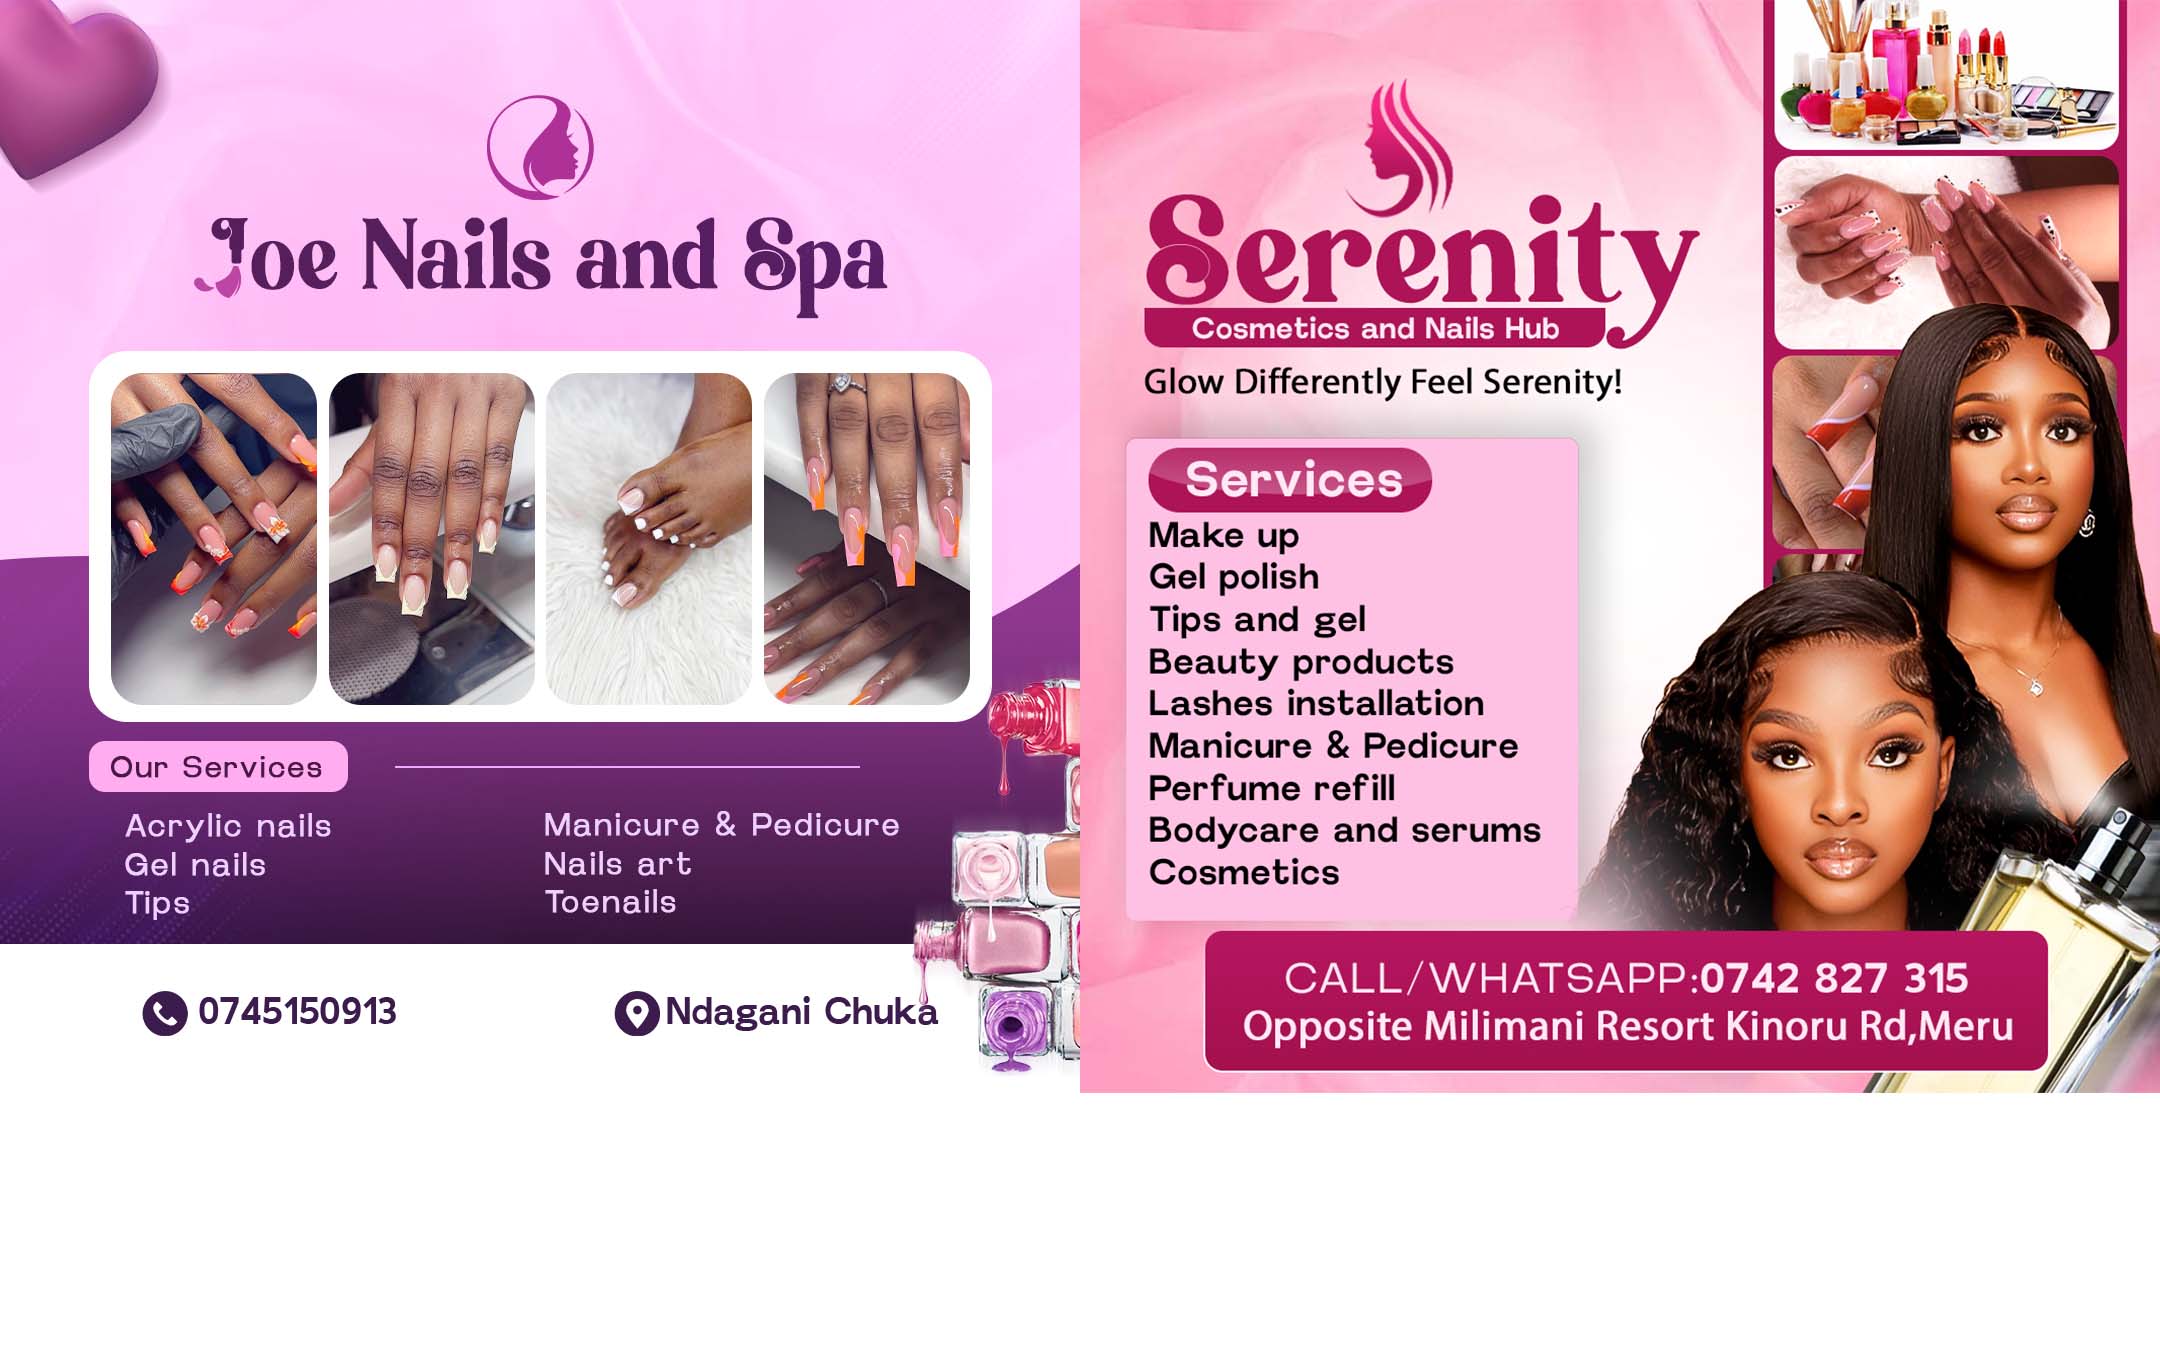 Joe Nails and Spa
Our Services
Acrylic nails
Gel nails
Tips
Manicure & Pedicure
Nails art
Toenails
0745150913
Ndagani Chuka
Serenity
Cosmetics and Nails Hub
Glow Differently Feel Serenity!
Services
Make up
Gel polish
Tips and gel
Beauty products
Lashes installation
Manicure & Pedicure
Perfume refill
Bodycare and serums
Cosmetics
CALL/WHATSAPP:0742 827 315
Opposite Milimani Resort Kinoru Rd,Meru